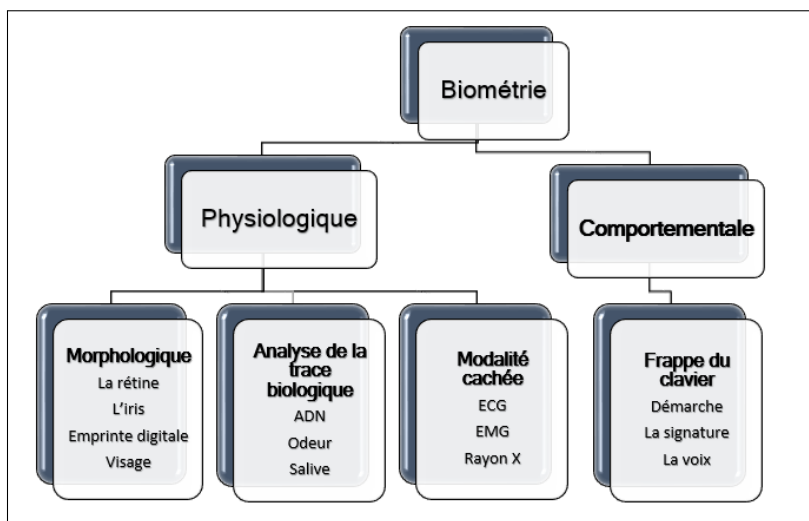 Biométrie
Physiologique
Comportementale
Morphologique
La rétine
L'iris
Emprinte digitale
Visage
Analyse de la
trace
biologique
ADN
Odeur
Salive
Modalité
cachée
ECG
EMG
Rayon X
Frappe du
clavier
Démarche
La signature
La voix